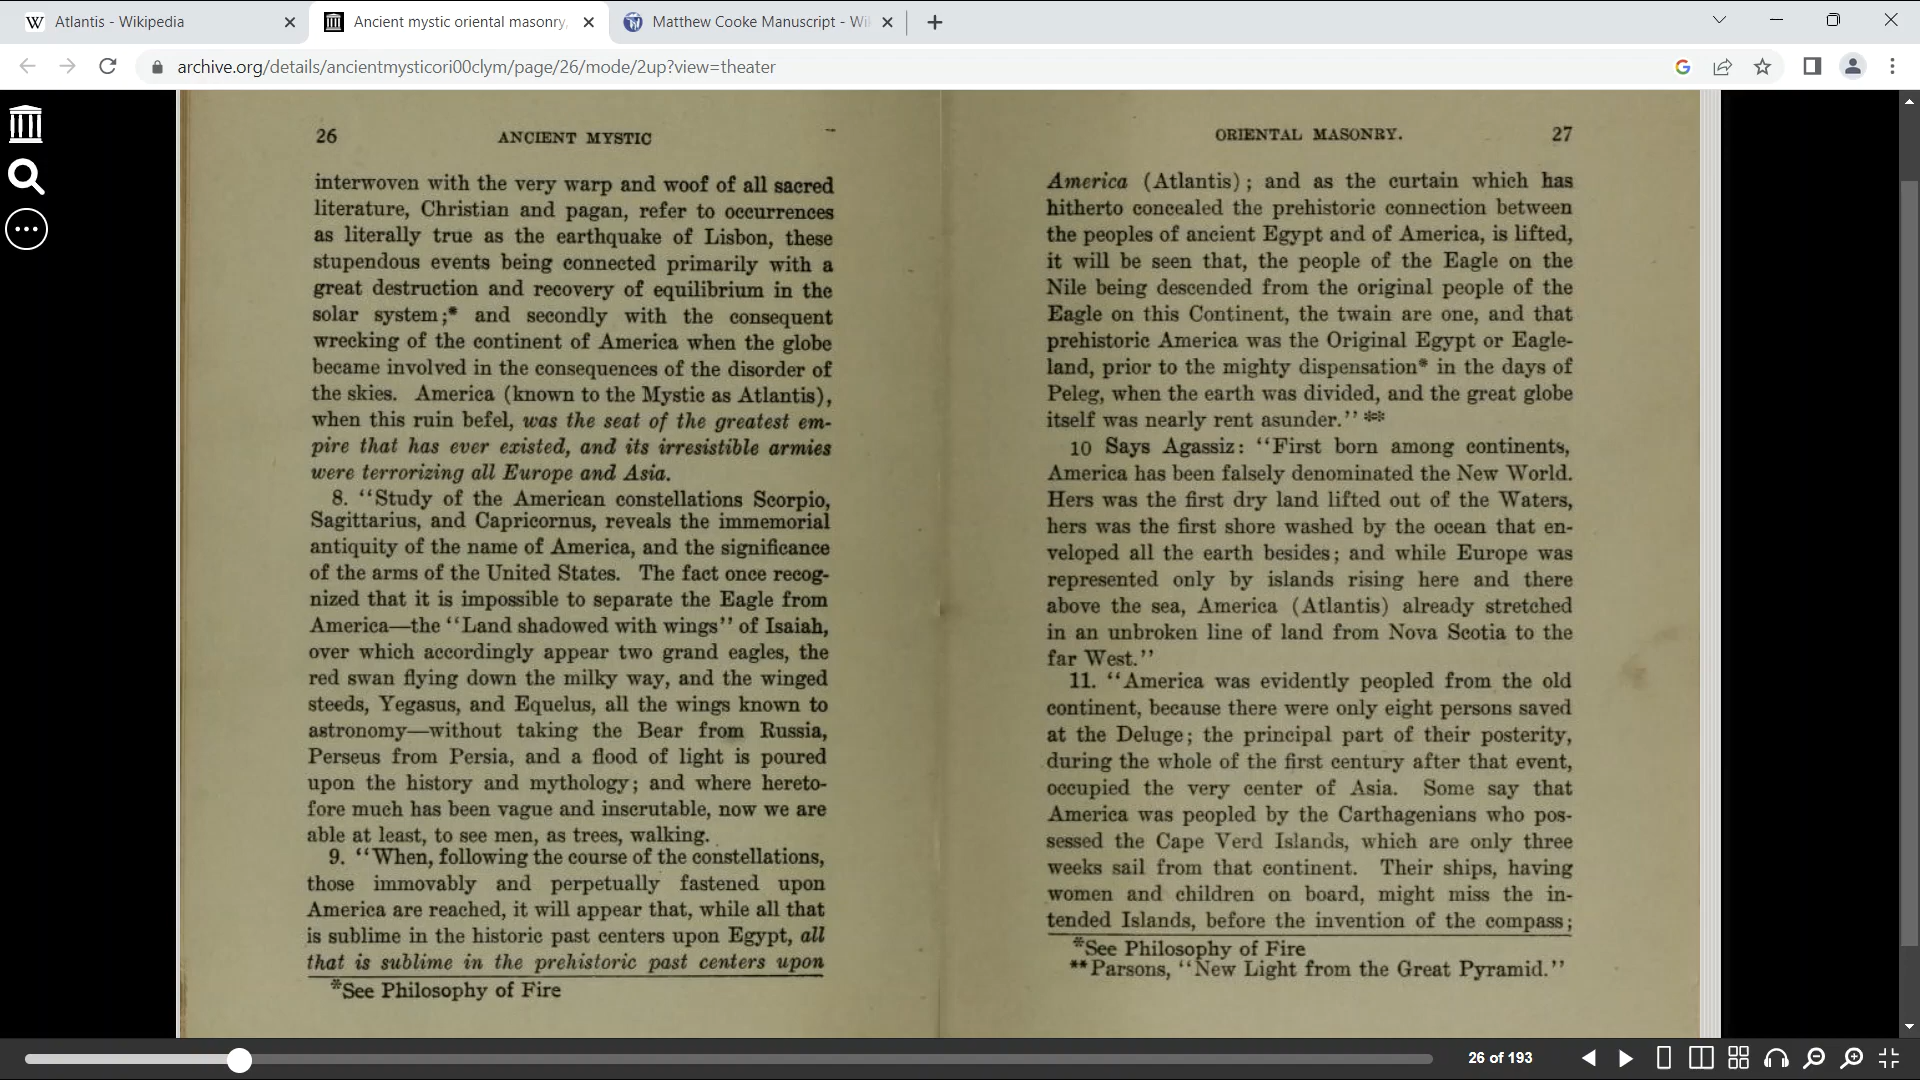 Atlantis - Wikipedia
Ancient mystic oriental masonry,
Matthew Cooke Manuscript - Wik
archive.org/details/ancientmysticori00clym/page/26/mode/2up?view=theater
26 ANCIENT MYSTIC
interwoven with the very warp and woof of all sacred
literature, Christian and pagan, refer to occurrences
as literally true as the earthquake of Lisbon, these
stupendous events being connected primarily with a
great destruction and recovery of equilibrium in the
solar system;* and secondly with the consequent
wrecking of the continent of America when the globe
became involved in the consequences of the disorder of
the skies. America (known to the Mystic as Atlantis),
when this ruin befel, was the seat of the greatest em-
pire that has ever existed, and its irresistible armies
were terrorizing all Europe and Asia.
8. "Study of the American constellations Scorpio,
Sagittarius, and Capricornus, reveals the immemorial
antiquity of the name of America, and the significance
of the arms of the United States. The fact once recog-
nized that it is impossible to separate the Eagle from
America—the "Land shadowed with wings" of Isaiah,
over which accordingly appear two grand eagles, the
red swan flying down the milky way, and the winged
steeds, Yegasus, and Equelus, all the wings known to
astronomy—without taking the Bear from Russia,
Perseus from Persia, and a flood of light is poured
upon the history and mythology; and where hereto-
fore much has been vague and inscrutable, now we are
able at least, to see men, as trees, walking.
9. "When, following the course of the constellations,
those immovably and perpetually fastened upon
America are reached, it will appear that, while all that
is sublime in the historic past centers upon Egypt, all
that is sublime in the prehistoric past centers upon
*See Philosophy of Fire
ORIENTAL MASONRY. 27
America (Atlantis); and as the curtain which has
hitherto concealed the prehistoric connection between
the peoples of ancient Egypt and of America, is lifted,
it will be seen that, the people of the Eagle on the
Nile being descended from the original people of the
Eagle on this Continent, the twain are one, and that
prehistoric America was the Original Egypt or Eagle-
land, prior to the mighty dispensation* in the days of
Peleg, when the earth was divided, and the great globe
itself was nearly rent asunder." **
10 Says Agassiz: "First born among continents,
America has been falsely denominated the New World.
Hers was the first dry land lifted out of the Waters,
hers was the first shore washed by the ocean that en-
veloped all the earth besides; and while Europe was
represented only by islands rising here and there
above the sea, America (Atlantis) already stretched
in an unbroken line of land from Nova Scotia to the
far West."
11. "America was evidently peopled from the old
continent, because there were only eight persons saved
at the Deluge; the principal part of their posterity,
during the whole of the first century after that event,
occupied the very center of Asia. Some say that
America was peopled by the Carthagenians who pos-
sessed the Cape Verd Islands, which are only three
weeks sail from that continent. Their ships, having
women and children on board, might miss the in-
tended Islands, before the invention of the compass;
*See Philosophy of Fire
**Parsons, "New Light from the Great Pyramid."
26 of 193